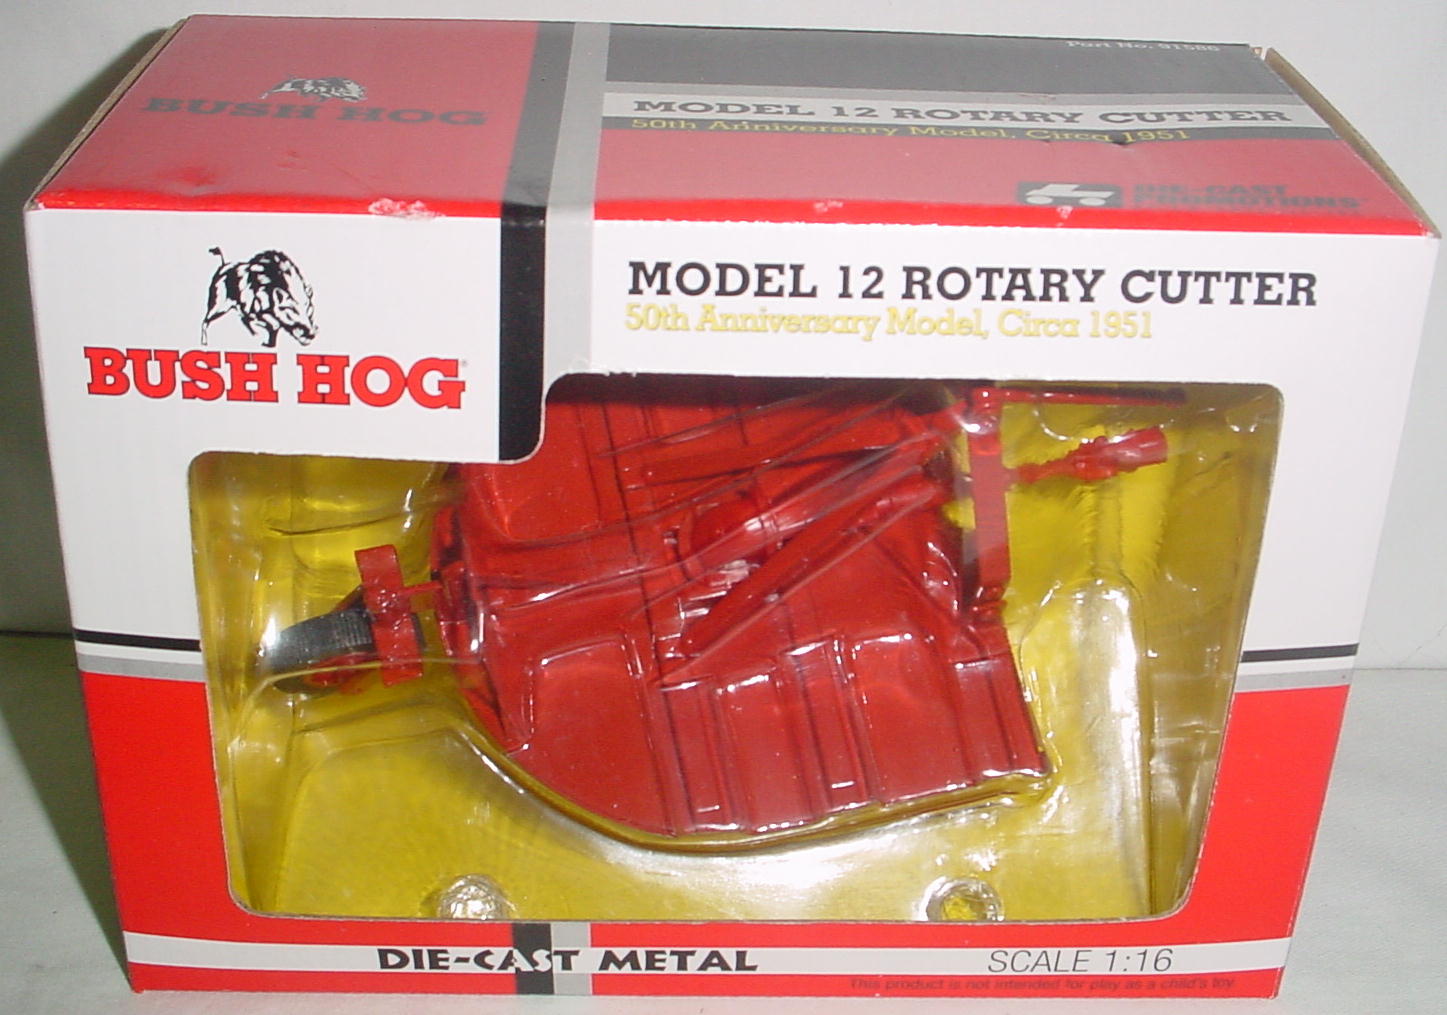 Part No. 91586
BUSH HOG
MODEL 12 ROTARY CUTTER
50th Anniversary Model, Circa 1951
DIE-CAST
PROMOTIONS
MODEL 12 ROTARY CUTTER
50th Anniversary Model, Circa 1951
BUSH HOG®
DIE-CAST METAL
SCALE 1:16
This product is not intended for play as a child's toy.